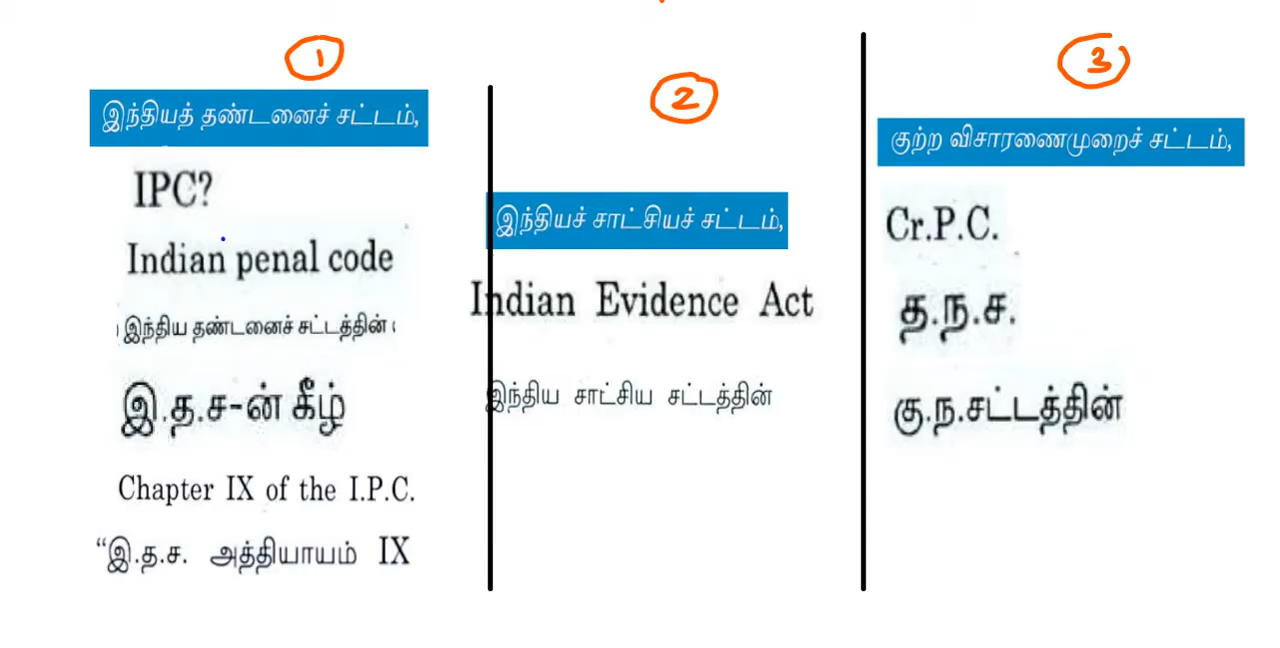 1
இந்தியத் தண்டனைச் சட்டம்,
IPC?
Indian penal code
இந்திய தண்டனைச் சட்டத்தின்
இ.த.ச-ன் கீழ்
Chapter IX of the I.P.C.
“இ.த.ச. அத்தியாயம் IX
2
இந்தியச் சாட்சியச் சட்டம்,
Indian Evidence Act
இந்திய சாட்சிய சட்டத்தின்
3
குற்ற விசாரணைமுறைச் சட்டம்,
Cr.P.C.
த.ந.ச.
கு.ந.சட்டத்தின்